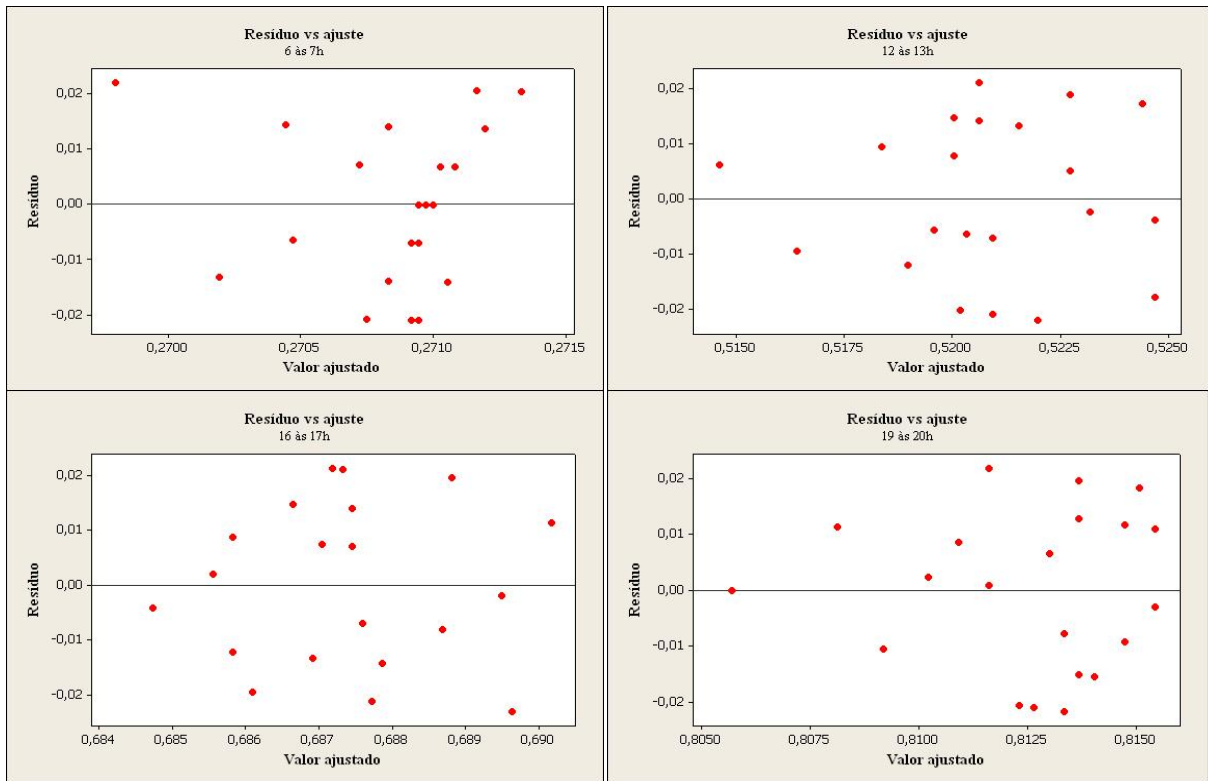 Resíduo vs ajuste
6 às 7h
Resíduo
0,02
0,01
0,00
-0,01
-0,02
0,2700 0,2705 0,2710 0,2715
Valor ajustado
Resíduo vs ajuste
12 às 13h
Resíduo
0,02
0,01
0,00
-0,01
-0,02
0,5150 0,5175 0,5200 0,5225 0,5250
Valor ajustado
Resíduo vs ajuste
16 às 17h
Resíduo
0,02
0,01
0,00
-0,01
-0,02
0,684 0,685 0,686 0,687 0,688 0,689 0,690
Valor ajustado
Resíduo vs ajuste
19 às 20h
Resíduo
0,02
0,01
0,00
-0,01
-0,02
0,8050 0,8075 0,8100 0,8125 0,8150
Valor ajustado